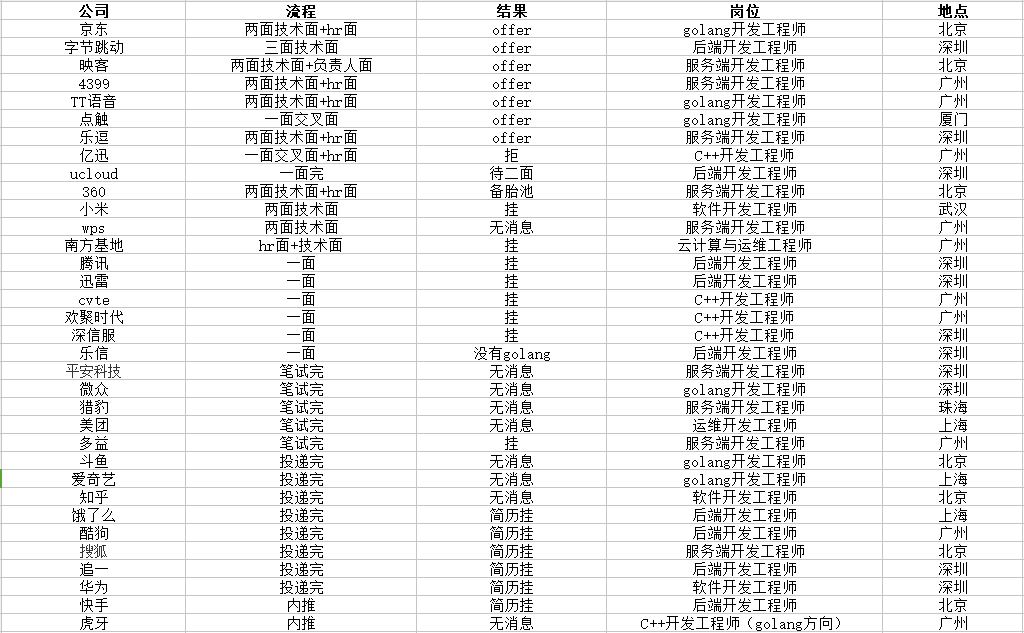 公司 流程 结果 岗位 地点
京东 两面技术面+hr面 offer golang开发工程师 北京
字节跳动 三面技术面 offer 后端开发工程师 深圳
映客 两面技术面+负责人面 offer 服务端开发工程师 北京
4399 两面技术面+hr面 offer 服务端开发工程师 广州
TT语音 两面技术面+hr面 offer golang开发工程师 广州
点触 一面交叉面 offer golang开发工程师 厦门
乐逗 两面技术面+hr面 offer 服务端开发工程师 深圳
亿迅 一面交叉面+hr面 拒 C++开发工程师 广州
ucloud 一面完 待二面 后端开发工程师 深圳
360 两面技术面+hr面 备胎池 服务端开发工程师 北京
小米 两面技术面 挂 软件开发工程师 武汉
wps 两面技术面 无消息 服务端开发工程师 广州
南方基地 hr面+技术面 挂 云计算与运维工程师 广州
腾讯 一面 挂 后端开发工程师 深圳
迅雷 一面 挂 后端开发工程师 深圳
cvte 一面 挂 C++开发工程师 广州
欢聚时代 一面 挂 C++开发工程师 广州
深信服 一面 挂 C++开发工程师 深圳
乐信 一面 没有golang 后端开发工程师 深圳
平安科技 笔试完 无消息 服务端开发工程师 深圳
微众 笔试完 无消息 golang开发工程师 深圳
猎豹 笔试完 无消息 服务端开发工程师 珠海
美团 笔试完 无消息 运维开发工程师 上海
多益 笔试完 挂 服务端开发工程师 广州
斗鱼 投递完 无消息 golang开发工程师 北京
爱奇艺 投递完 无消息 golang开发工程师 上海
知乎 投递完 无消息 软件开发工程师 北京
饿了么 投递完 简历挂 后端开发工程师 上海
酷狗 投递完 简历挂 后端开发工程师 广州
搜狐 投递完 简历挂 服务端开发工程师 北京
追一 投递完 简历挂 后端开发工程师 深圳
华为 投递完 简历挂 软件开发工程师 深圳
快手 内推 简历挂 后端开发工程师 北京
虎牙 内推 无消息 C++开发工程师（golang方向） 广州